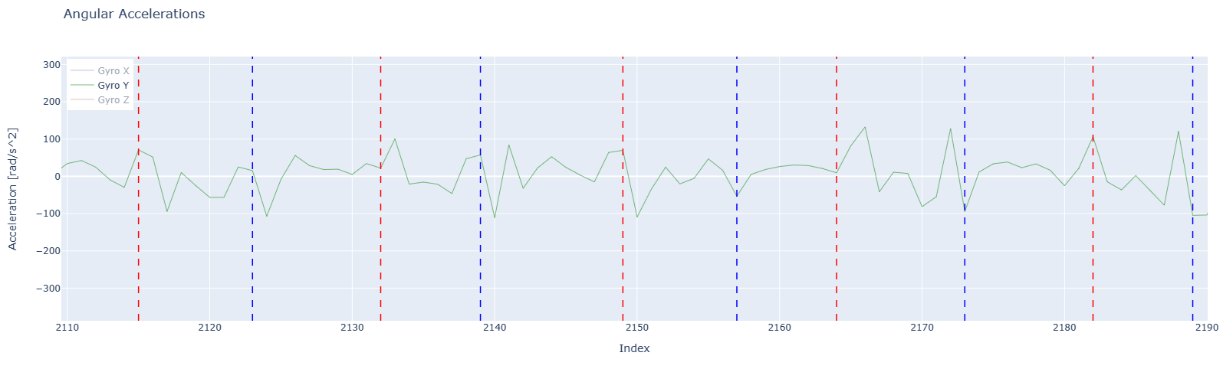 Angular Accelerations
Gyro X
Gyro Y
Gyro Z
300
200
100
0
−100
−200
−300
Acceleration [rad/s^2]
2110 2120 2130 2140 2150 2160 2170 2180 2190
Index